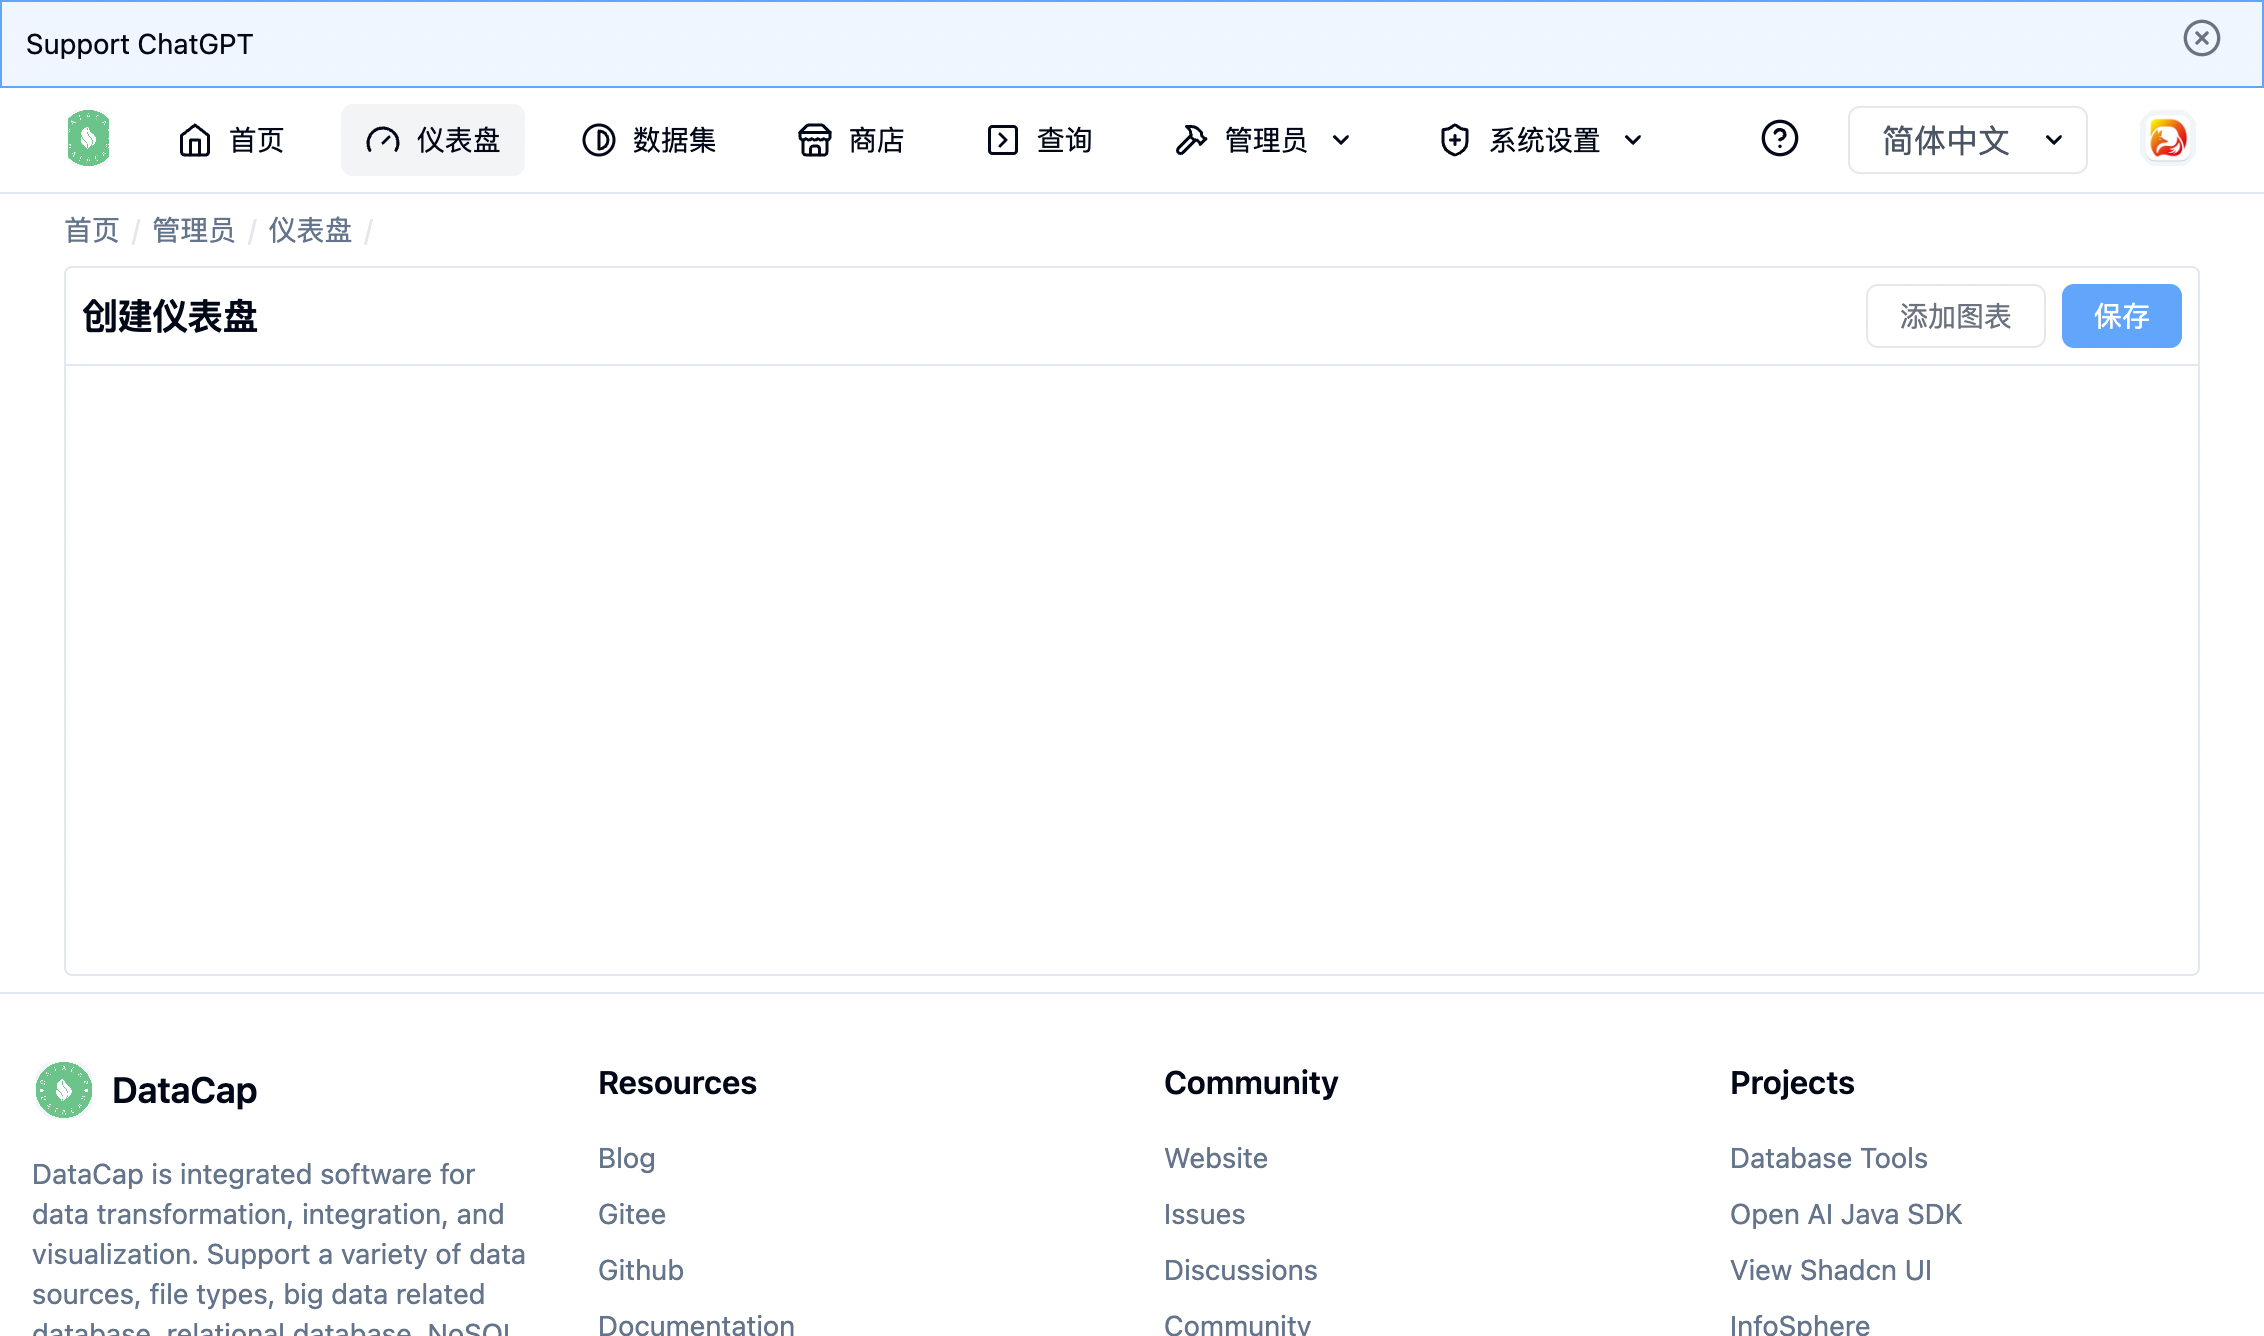 Support ChatGPT
首页 仪表盘 数据集 商店 查询 管理员 系统设置 简体中文
首页 / 管理员 / 仪表盘 /
创建仪表盘 添加图表 保存
DataCap
DataCap is integrated software for
data transformation, integration, and
visualization. Support a variety of data
sources, file types, big data related
database, relational database, NoSQL
Resources
Blog
Gitee
Github
Documentation
Community
Website
Issues
Discussions
Community
Projects
Database Tools
Open AI Java SDK
View Shadcn UI
InfoSphere